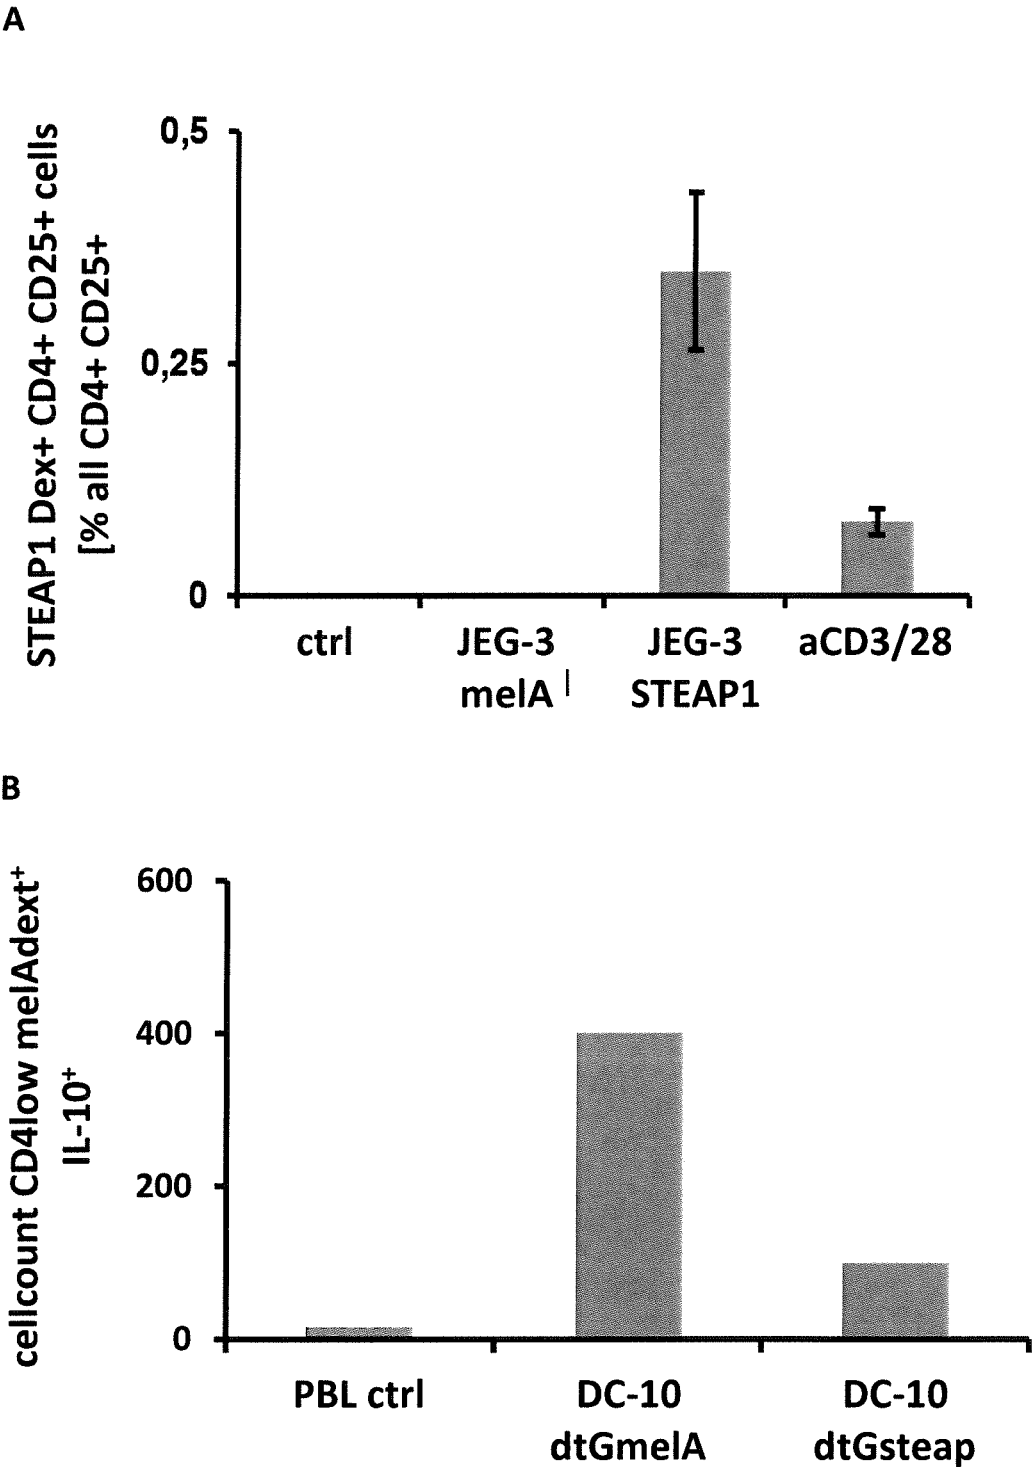 A
STEAP1 Dex+ CD4+ CD25+ cells
[% all CD4+ CD25+
0,5
0,25
0
ctrl
JEG-3
melA
JEG-3
STEAP1
aCD3/28
B
cellcount CD4low melAdext⁺
IL-10⁺
600
400
200
0
PBL ctrl
DC-10
dtGmelA
DC-10
dtGsteap